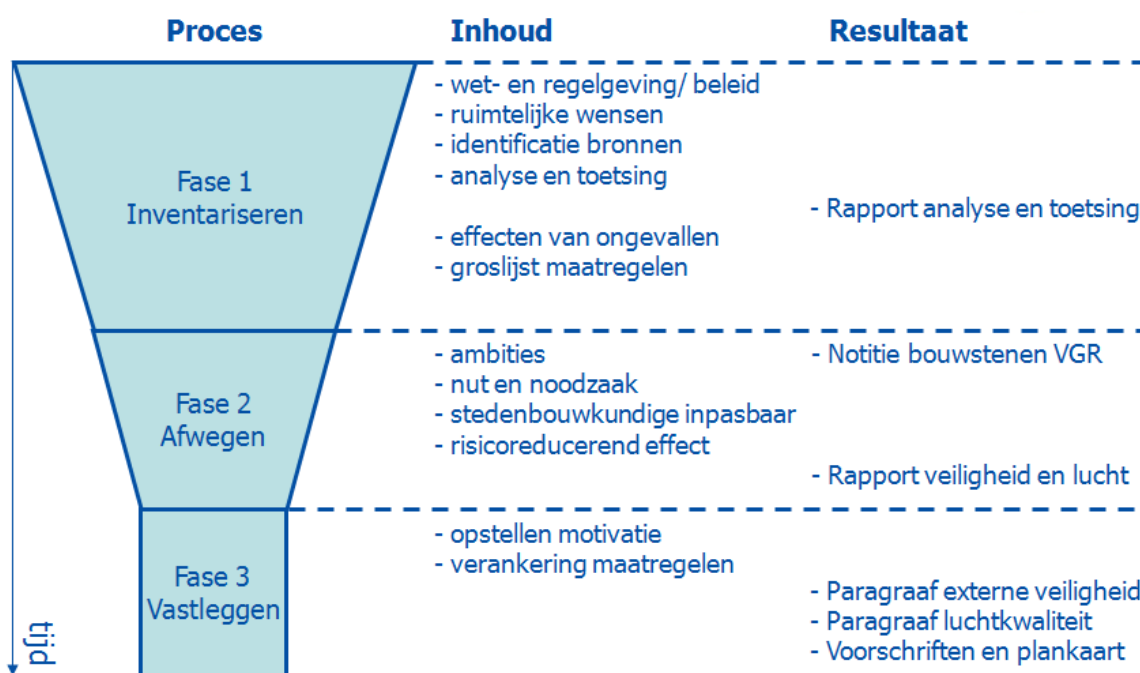 Proces
Inhoud
Resultaat
Fase 1
Inventariseren
- wet- en regelgeving/ beleid
- ruimtelijke wensen
- identificatie bronnen
- analyse en toetsing
- effecten van ongevallen
- groslijst maatregelen
- Rapport analyse en toetsing
Fase 2
Afwegen
- ambities
- nut en noodzaak
- stedenbouwkundige inpasbaar
- risicoreducerend effect
- Notitie bouwstenen VGR
- Rapport veiligheid en lucht
Fase 3
Vastleggen
- opstellen motivatie
- verankering maatregelen
- Paragraaf externe veiligheid
- Paragraaf luchtkwaliteit
- Voorschriften en plankaart
tijd